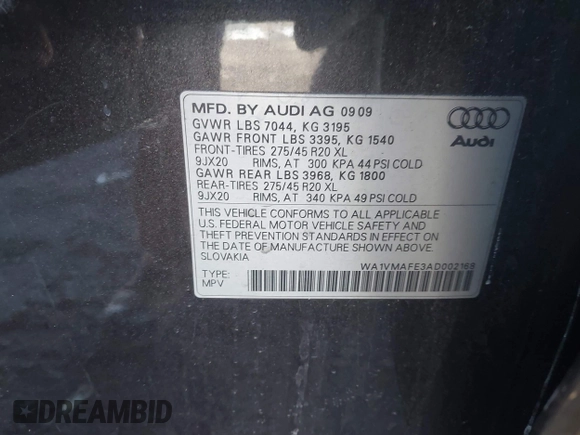 MFD. BY AUDI AG 09 09
GVWR LBS 7044, KG 3195
GAWR FRONT LBS 3395, KG 1540
FRONT-TIRES 275/45 R20 XL
9JX20 RIMS, AT 300 KPA 44 PSI COLD
GAWR REAR LBS 3968, KG 1800
REAR-TIRES 275/45 R20 XL
9JX20 RIMS, AT 340 KPA 49 PSI COLD
Audi
THIS VEHICLE CONFORMS TO ALL APPLICABLE
U.S. FEDERAL MOTOR VEHICLE SAFETY AND
THEFT PREVENTION STANDARDS IN EFFECT ON
THE DATE OF MANUFACTURE SHOWN ABOVE.
SLOVAKIA
WA1VMAFE3AD002169
TYPE:
MPV
DREAMBID